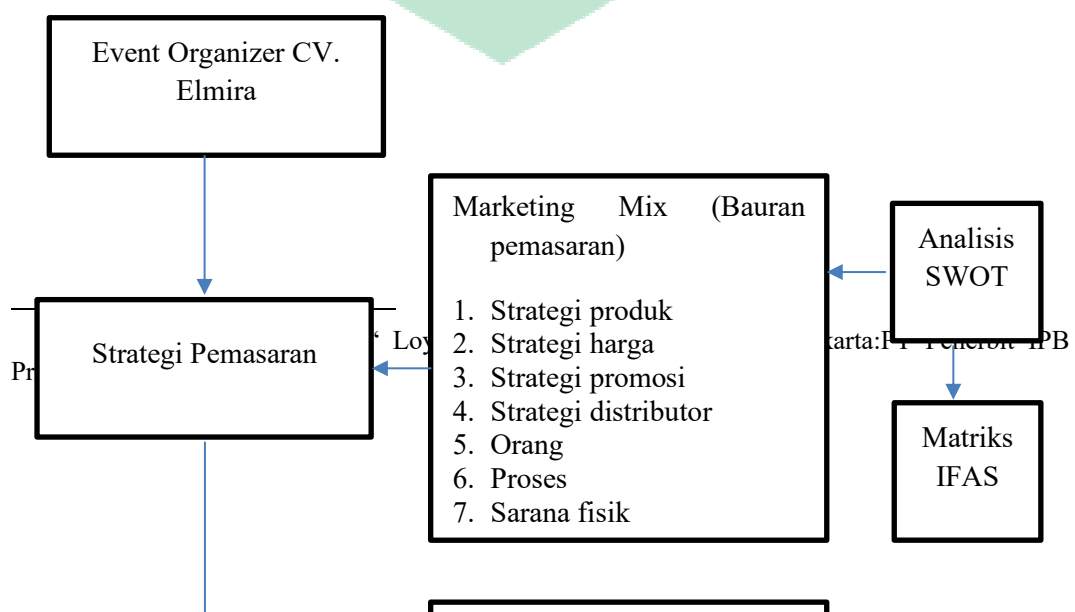 Event Organizer CV.
Elmira
Marketing Mix (Bauran
pemasaran)
1. Strategi produk
2. Strategi harga
3. Strategi promosi
4. Strategi distributor
5. Orang
6. Proses
7. Sarana fisik
Analisis
SWOT
Strategi Pemasaran
Matriks
IFAS
IPB